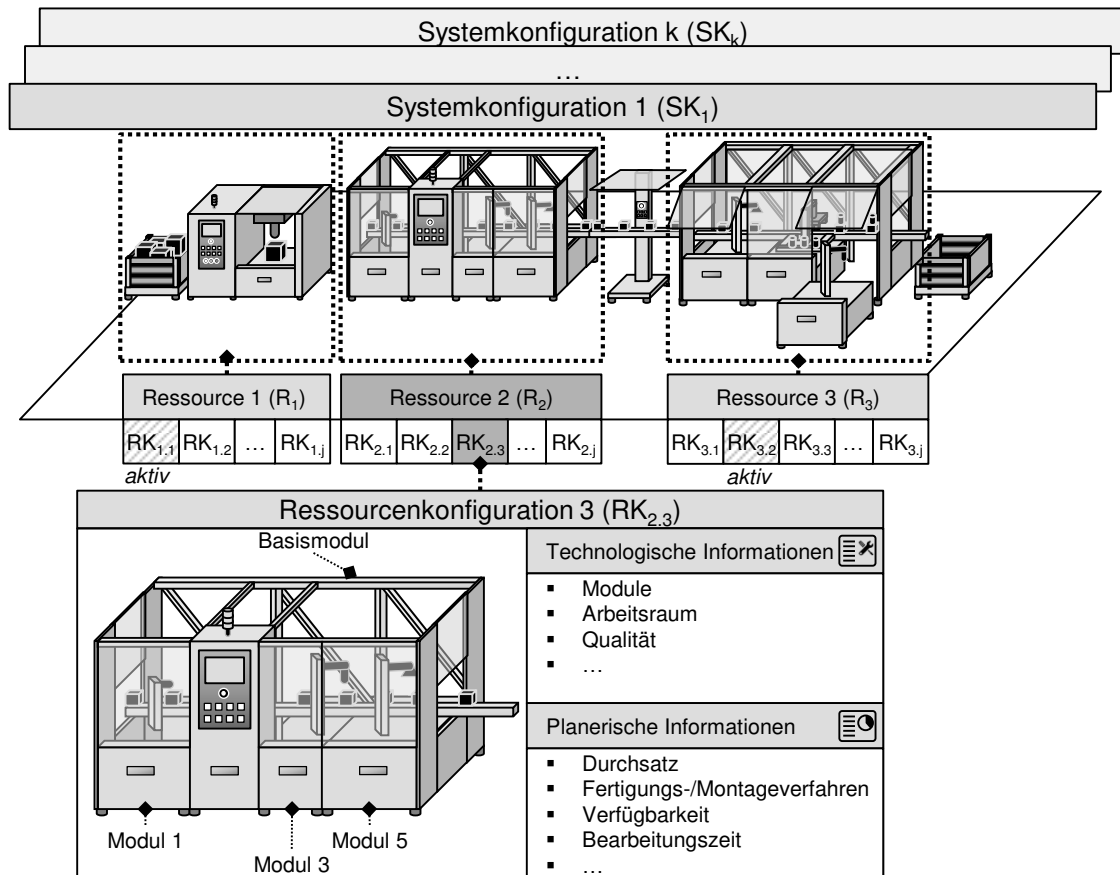 Systemkonfiguration k (SKk)
…
Systemkonfiguration 1 (SK1)
Ressource 1 (R1)
Ressource 2 (R2)
Ressource 3 (R3)
RK1.1 RK1.2 … RK1.j
RK2.1 RK2.2 RK2.3 … RK2.j
RK3.1 RK3.2 RK3.3 … RK3.j
aktiv
aktiv
Ressourcenkonfiguration 3 (RK2.3)
Basismodul
Modul 1
Modul 3
Modul 5
Technologische Informationen
▪ Module
▪ Arbeitsraum
▪ Qualität
▪ …
Planerische Informationen
▪ Durchsatz
▪ Fertigungs-/Montageverfahren
▪ Verfügbarkeit
▪ Bearbeitungszeit
▪ …